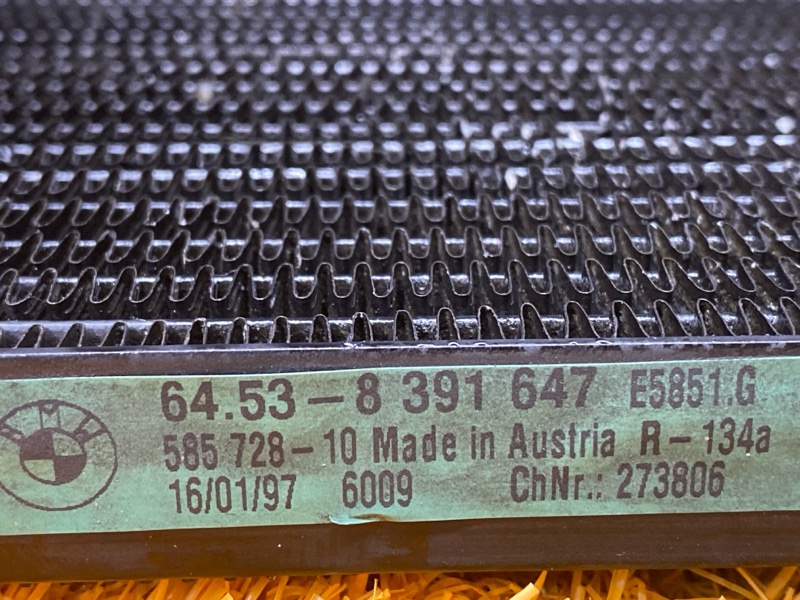 BMW
64.53-8 391 647 E5851.G
585 728-10 Made in Austria R-134a
16/01/97 6009 ChNr.: 273806